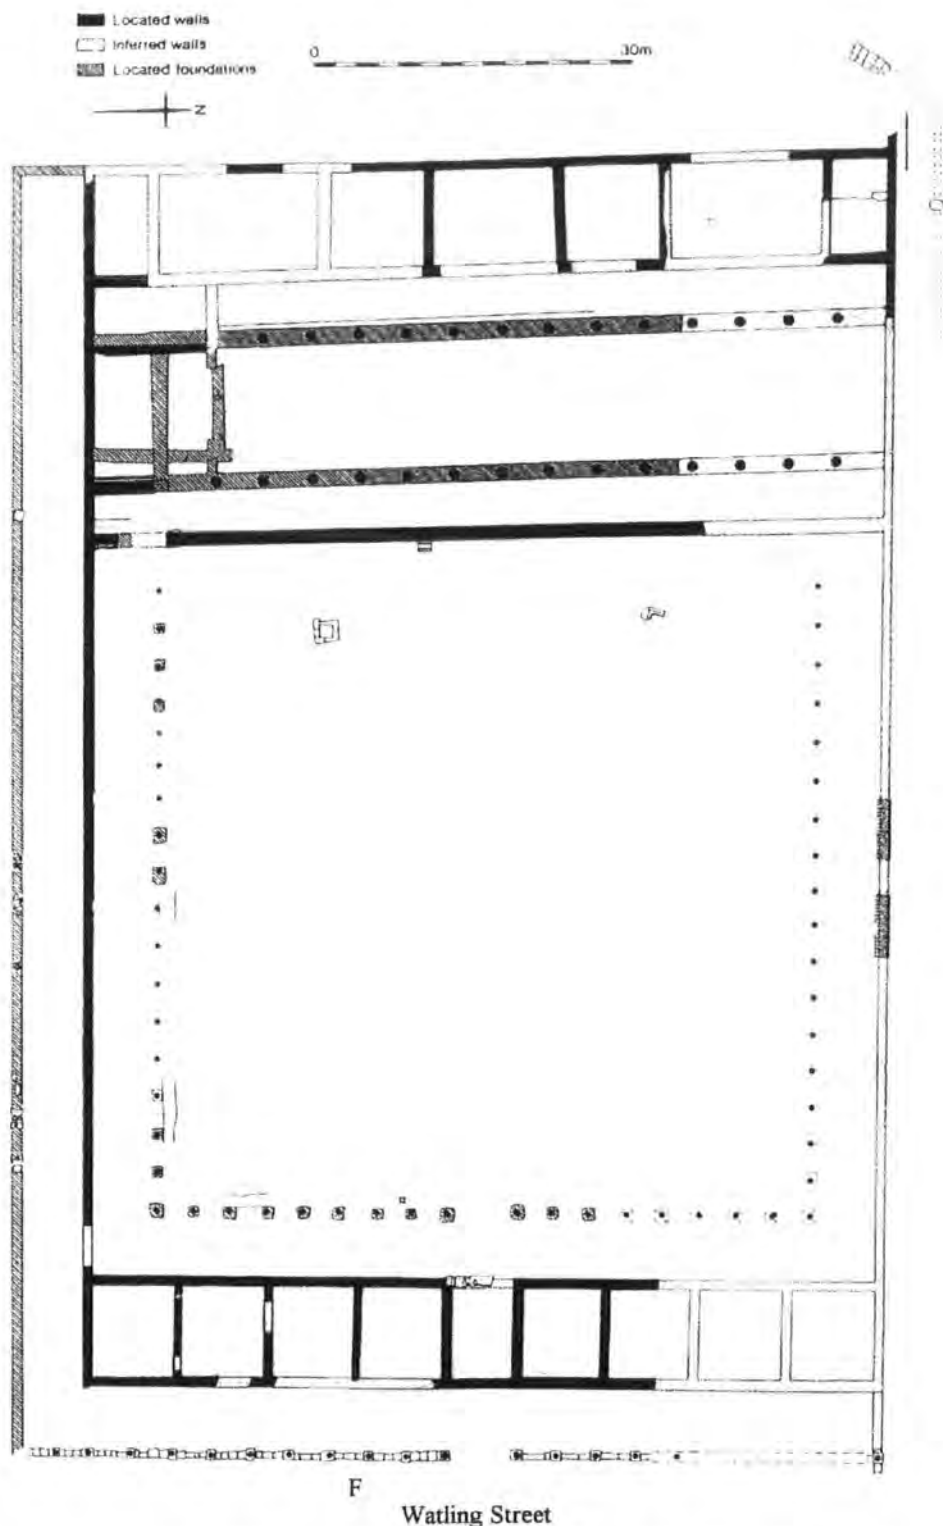 Located walls
Inferred walls
Located foundations
0 30m
N
F
Watling Street